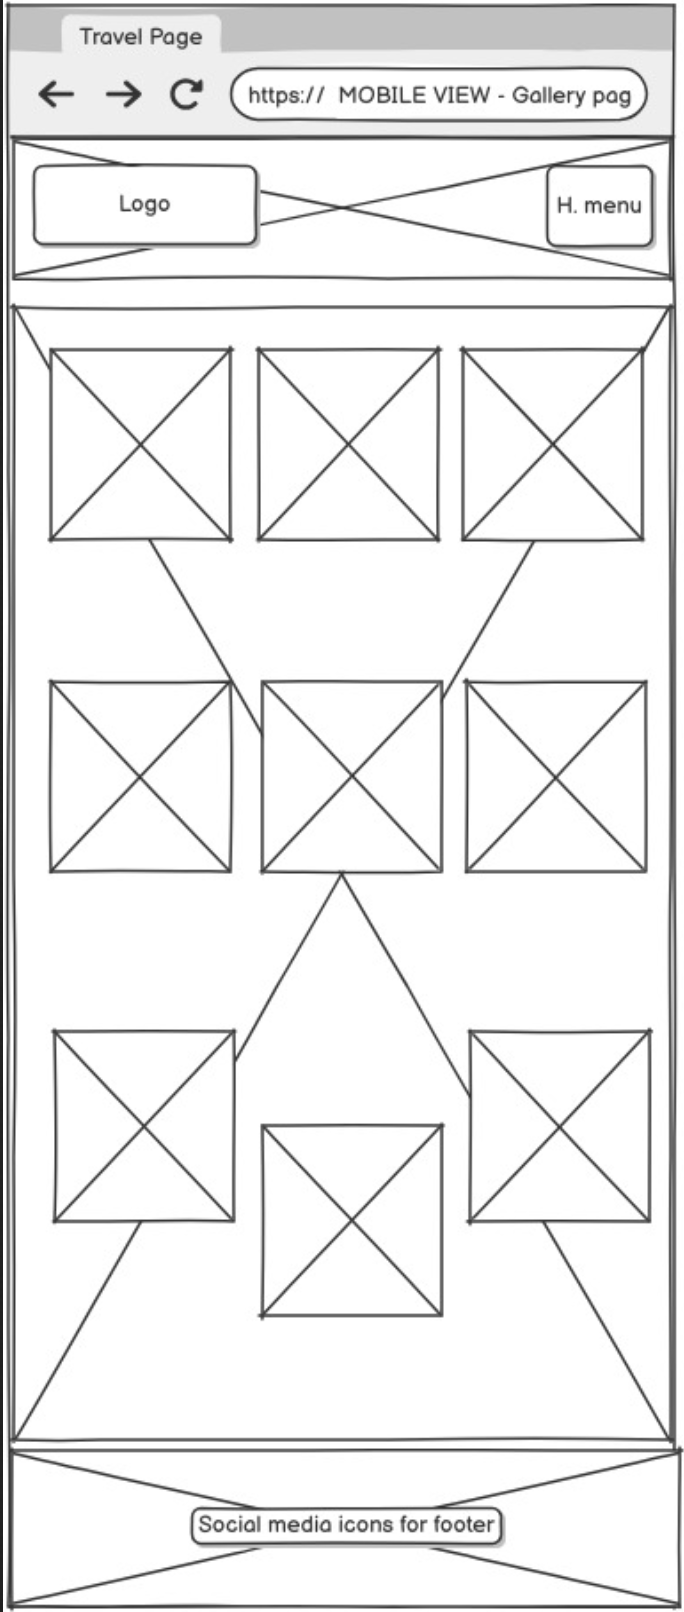 Travel Page
https://  MOBILE VIEW - Gallery pag
Logo
H. menu
Social media icons for footer